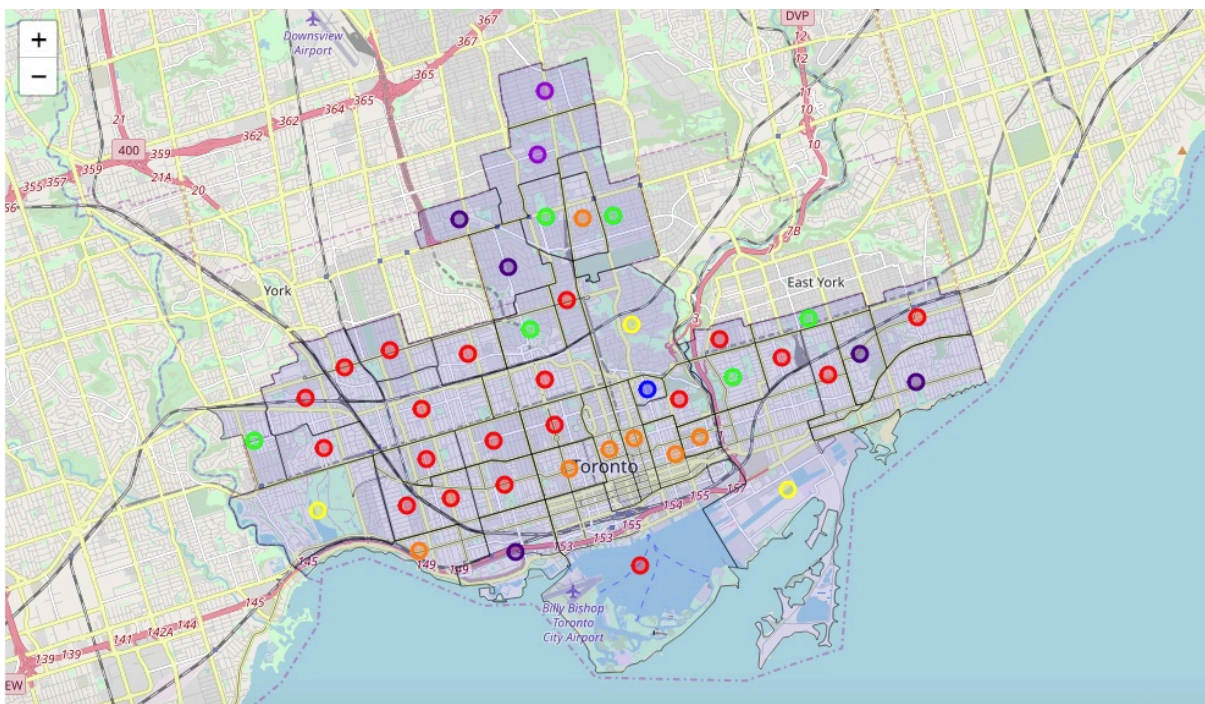 +
−
Downsview
Airport
367
367
DVP
12
12
11
10
10
365
364
365
362
362
21
400
359
359
355
357
21A
20
56
York
7B
7
3
East York
Toronto
157
155
154
155
153
153
149
149
145
145
144
142A
141
139
139
EW
Billy Bishop
Toronto
City Airport